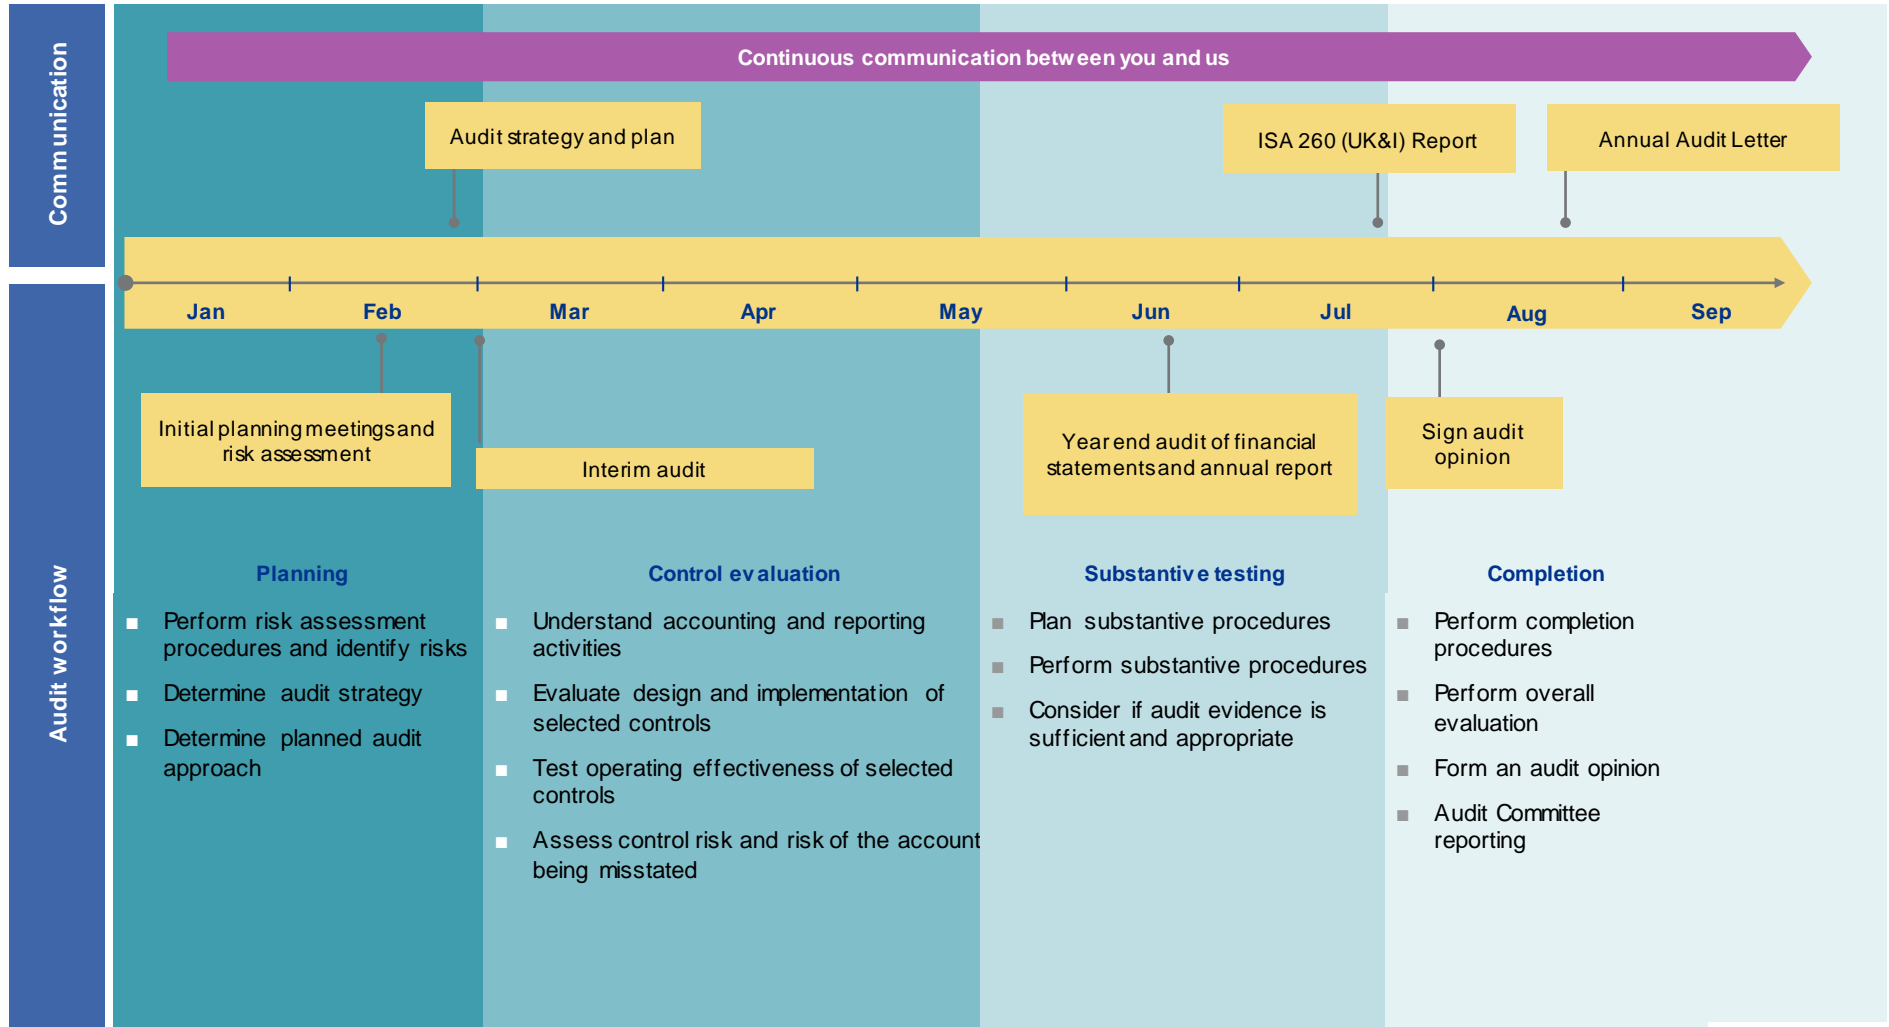 Communication
Continuous communication between you and us
Audit strategy and plan
ISA 260 (UK&I) Report
Annual Audit Letter
Jan
Feb
Mar
Apr
May
Jun
Jul
Aug
Sep
Audit workflow
Initial planning meetings and
risk assessment
Interim audit
Year end audit of financial
statements and annual report
Sign audit
opinion
Planning
■ Perform risk assessment
procedures and identify risks
■ Determine audit strategy
■ Determine planned audit
approach
Control evaluation
■ Understand accounting and reporting
activities
■ Evaluate design and implementation of
selected controls
■ Test operating effectiveness of selected
controls
■ Assess control risk and risk of the account
being misstated
Substantive testing
■ Plan substantive procedures
■ Perform substantive procedures
■ Consider if audit evidence is
sufficient and appropriate
Completion
■ Perform completion
procedures
■ Perform overall
evaluation
■ Form an audit opinion
■ Audit Committee
reporting